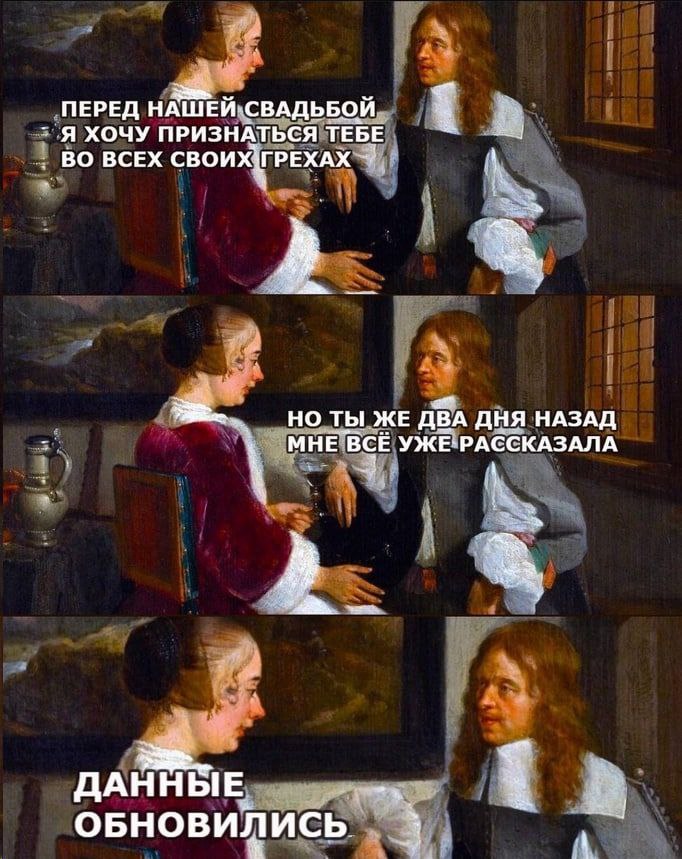 ПЕРЕД НАШЕЙ СВАДЬБОЙ
Я ХОЧУ ПРИЗНАТЬСЯ ТЕБЕ
ВО ВСЕХ СВОИХ ГРЕХАХ
НО ТЫ ЖЕ ДВА ДНЯ НАЗАД
МНЕ ВСЁ УЖЕ РАССКАЗАЛА
ДАННЫЕ
ОБНОВИЛИСЬ